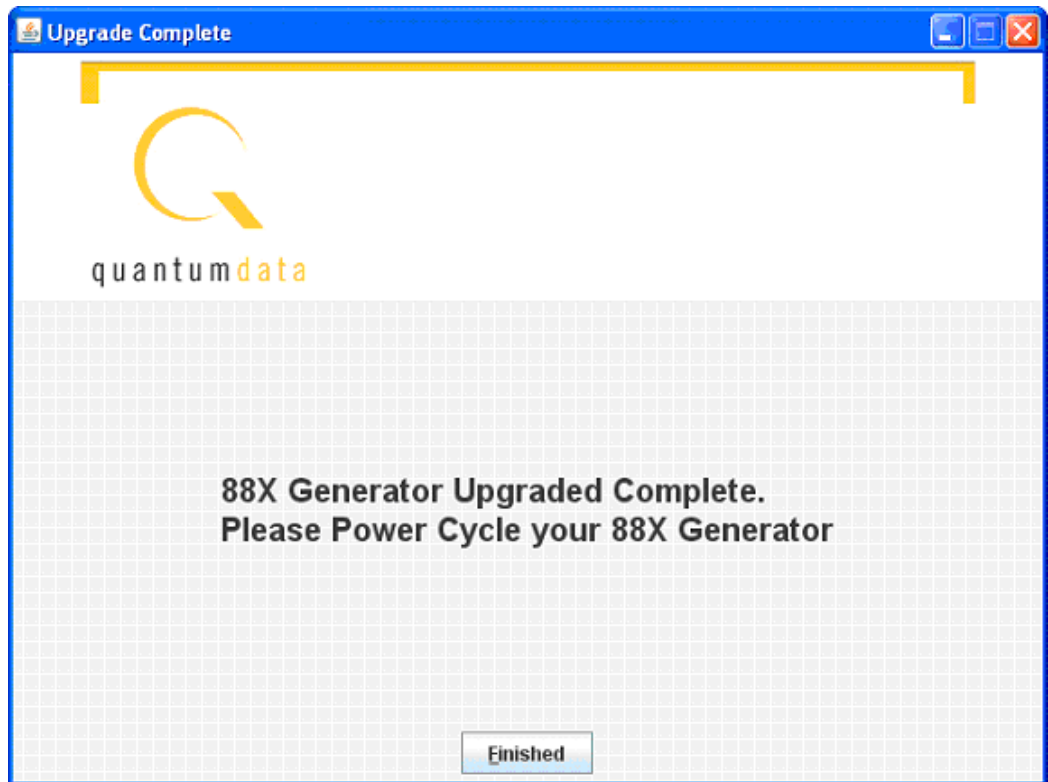 Upgrade Complete
quantumdata
88X Generator Upgraded Complete.
Please Power Cycle your 88X Generator
Finished